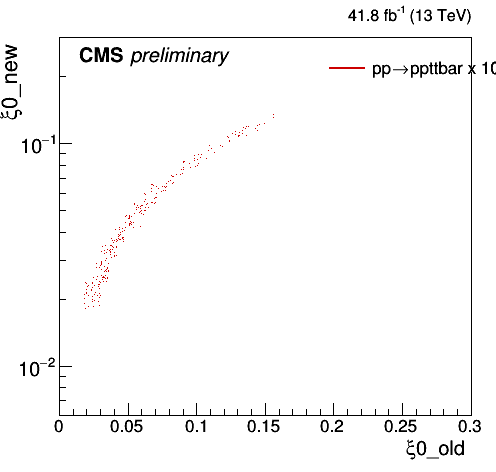 41.8 fb⁻¹ (13 TeV)
CMS preliminary
pp→ppttbar x 10
ξ0_new
10⁻¹
10⁻²
0 0.05 0.1 0.15 0.2 0.25 0.3
ξ0_old